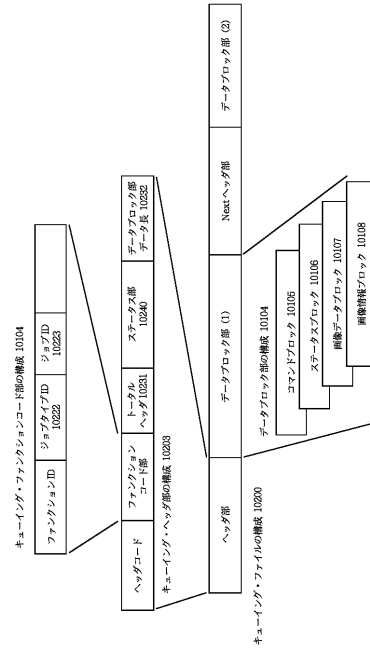 キューイング・ファンクションコード部の構成 10104
ファンクションID
ジョブタイプID
10222
ジョブID
10223
ヘッダコード
ファンクション
コード部
トータル
ヘッダ 10231
ステータス部
10240
データブロック部
データ長 10232
キューイング・ヘッダ部の構成 10203
ヘッダ部
データブロック部 (1)
Nextヘッダ部
データブロック部 (2)
キューイング・ファイルの構成 10200
データブロック部の構成 10104
コマンドブロック 10105
ステータスブロック 10106
画像データブロック 10107
画像情報ブロック 10108